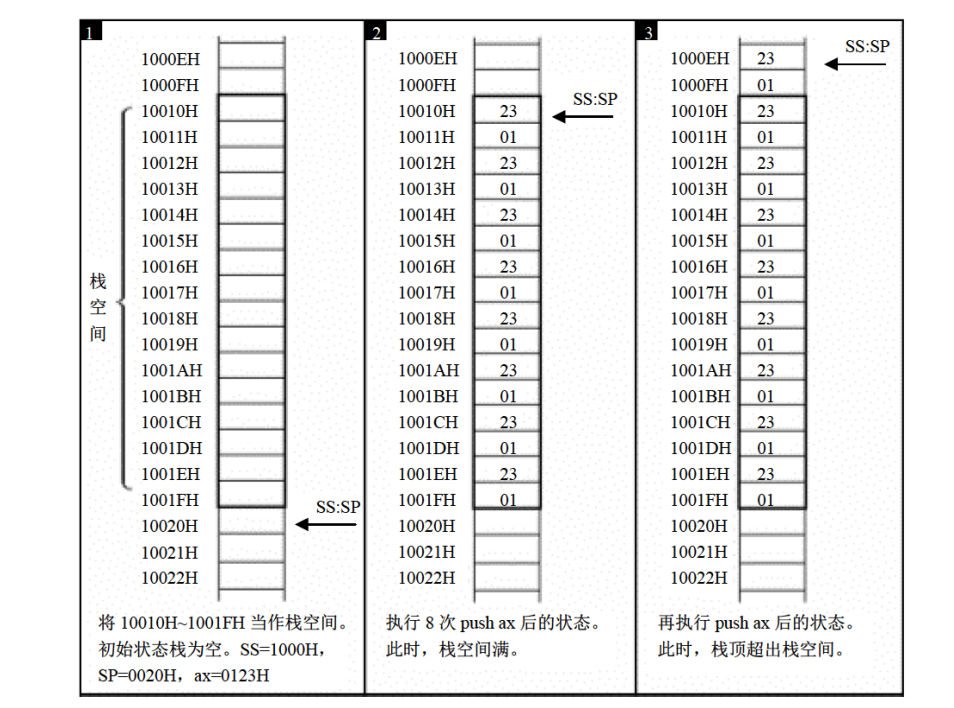 1
1000EH
1000FH
10010H
10011H
10012H
10013H
10014H
10015H
10016H
10017H
10018H
10019H
1001AH
1001BH
1001CH
1001DH
1001EH
1001FH
10020H
10021H
10022H
栈
空
间
SS:SP
将 10010H~1001FH 当作栈空间。
初始状态栈为空。SS=1000H，
SP=0020H，ax=0123H
2
1000EH
1000FH
10010H 23
10011H 01
10012H 23
10013H 01
10014H 23
10015H 01
10016H 23
10017H 01
10018H 23
10019H 01
1001AH 23
1001BH 01
1001CH 23
1001DH 01
1001EH 23
1001FH 01
10020H
10021H
10022H
SS:SP
执行 8 次 push ax 后的状态。
此时，栈空间满。
3
1000EH 23
1000FH 01
10010H 23
10011H 01
10012H 23
10013H 01
10014H 23
10015H 01
10016H 23
10017H 01
10018H 23
10019H 01
1001AH 23
1001BH 01
1001CH 23
1001DH 01
1001EH 23
1001FH 01
10020H
10021H
10022H
SS:SP
再执行 push ax 后的状态。
此时，栈顶超出栈空间。